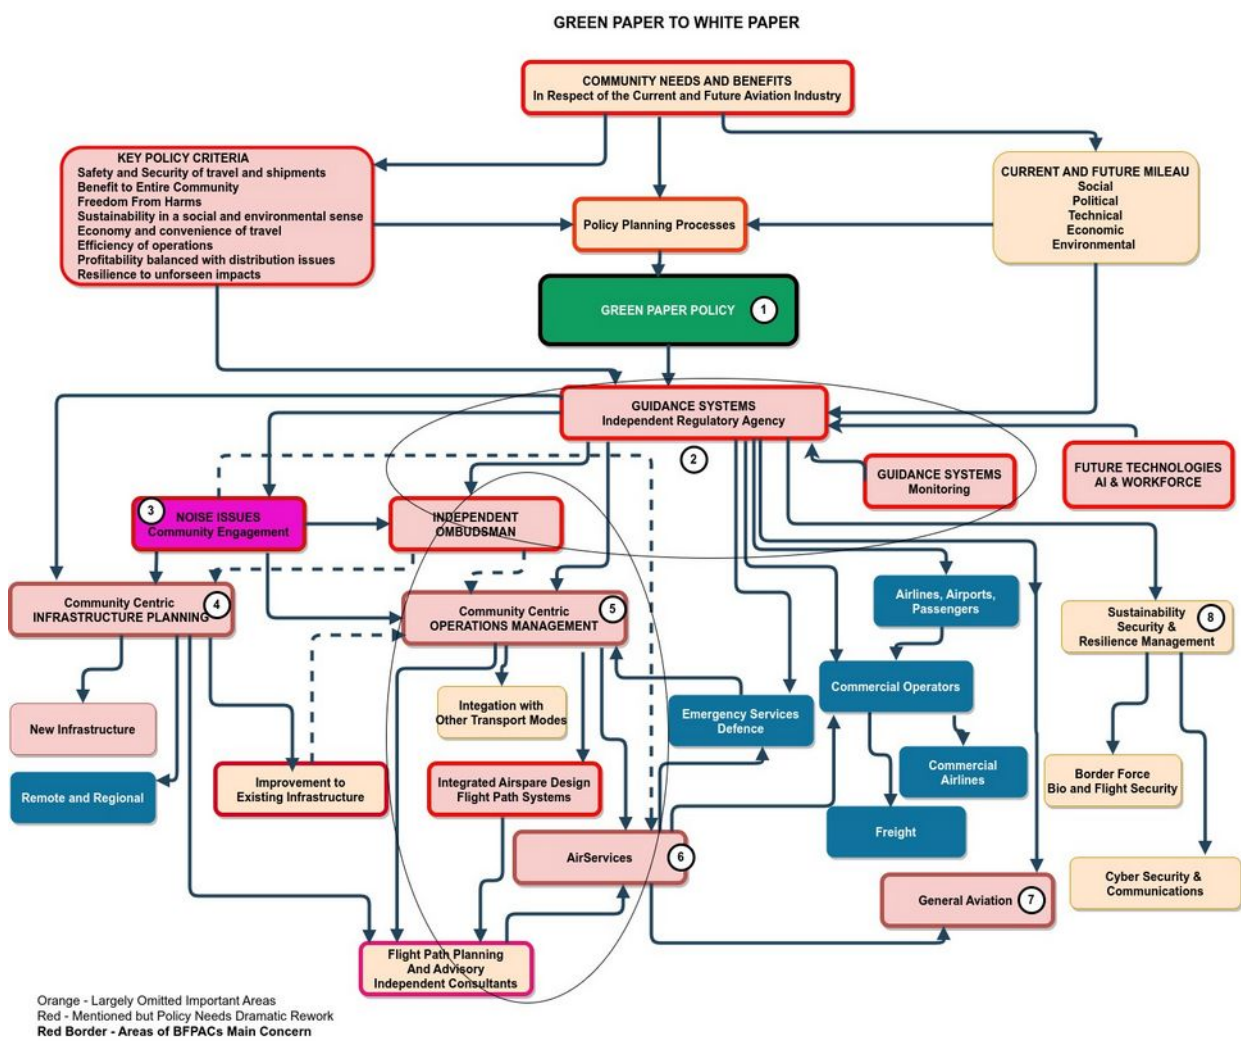 GREEN PAPER TO WHITE PAPER
COMMUNITY NEEDS AND BENEFITS
In Respect of the Current and Future Aviation Industry
KEY POLICY CRITERIA
Safety and Security of travel and shipments
Benefit to Entire Community
Freedom From Harms
Sustainability in a social and environmental sense
Economy and convenience of travel
Efficiency of operations
Profitability balanced with distribution issues
Resilience to unforseen impacts
CURRENT AND FUTURE MILEAU
Social
Political
Technical
Economic
Environmental
Policy Planning Processes
GREEN PAPER POLICY
1
GUIDANCE SYSTEMS
Independent Regulatory Agency
2
GUIDANCE SYSTEMS
Monitoring
FUTURE TECHNOLOGIES
AI & WORKFORCE
3
NOISE ISSUES
Community Engagement
INDEPENDENT
OMBUDSMAN
Community Centric
INFRASTRUCTURE PLANNING
4
Community Centric
OPERATIONS MANAGEMENT
5
Airlines, Airports,
Passengers
Sustainability
Security &
Resilience Management
8
New Infrastructure
Integation with
Other Transport Modes
Emergency Services
Defence
Commercial Operators
Remote and Regional
Improvement to
Existing Infrastructure
Integrated Airspare Design
Flight Path Systems
Commercial
Airlines
Border Force
Bio and Flight Security
Freight
AirServices
6
General Aviation
7
Cyber Security &
Communications
Flight Path Planning
And Advisory
Independent Consultants
Orange - Largely Omitted Important Areas
Red - Mentioned but Policy Needs Dramatic Rework
Red Border - Areas of BFPACs Main Concern